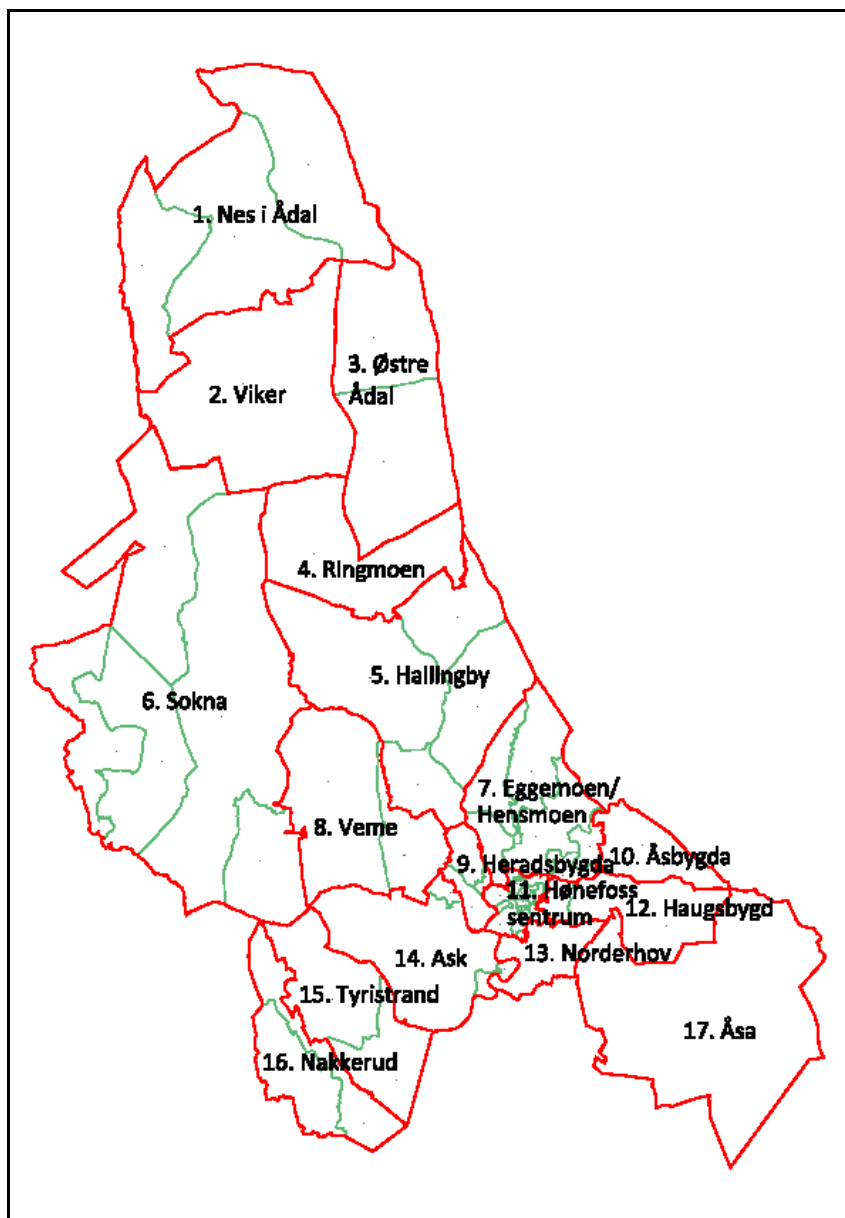 1. Nes i Ådal
2. Viker
3. Østre
Ådal
4. Ringmoen
5. Hallingby
6. Sokna
7. Eggemoen/
Hensmoen
8. Veme
9. Heradsbygda
10. Åsbygda
11. Hønefoss
sentrum
12. Haugsbygd
13. Norderhov
14. Ask
15. Tyristrand
16. Nakkerud
17. Åsa